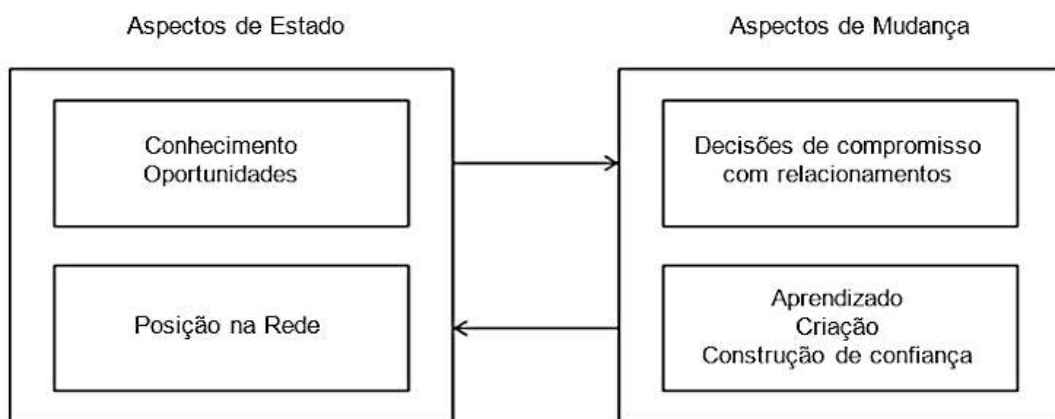 Aspectos de Estado
Aspectos de Mudança
Conhecimento
Oportunidades
Decisões de compromisso
com relacionamentos
Posição na Rede
Aprendizado
Criação
Construção de confiança